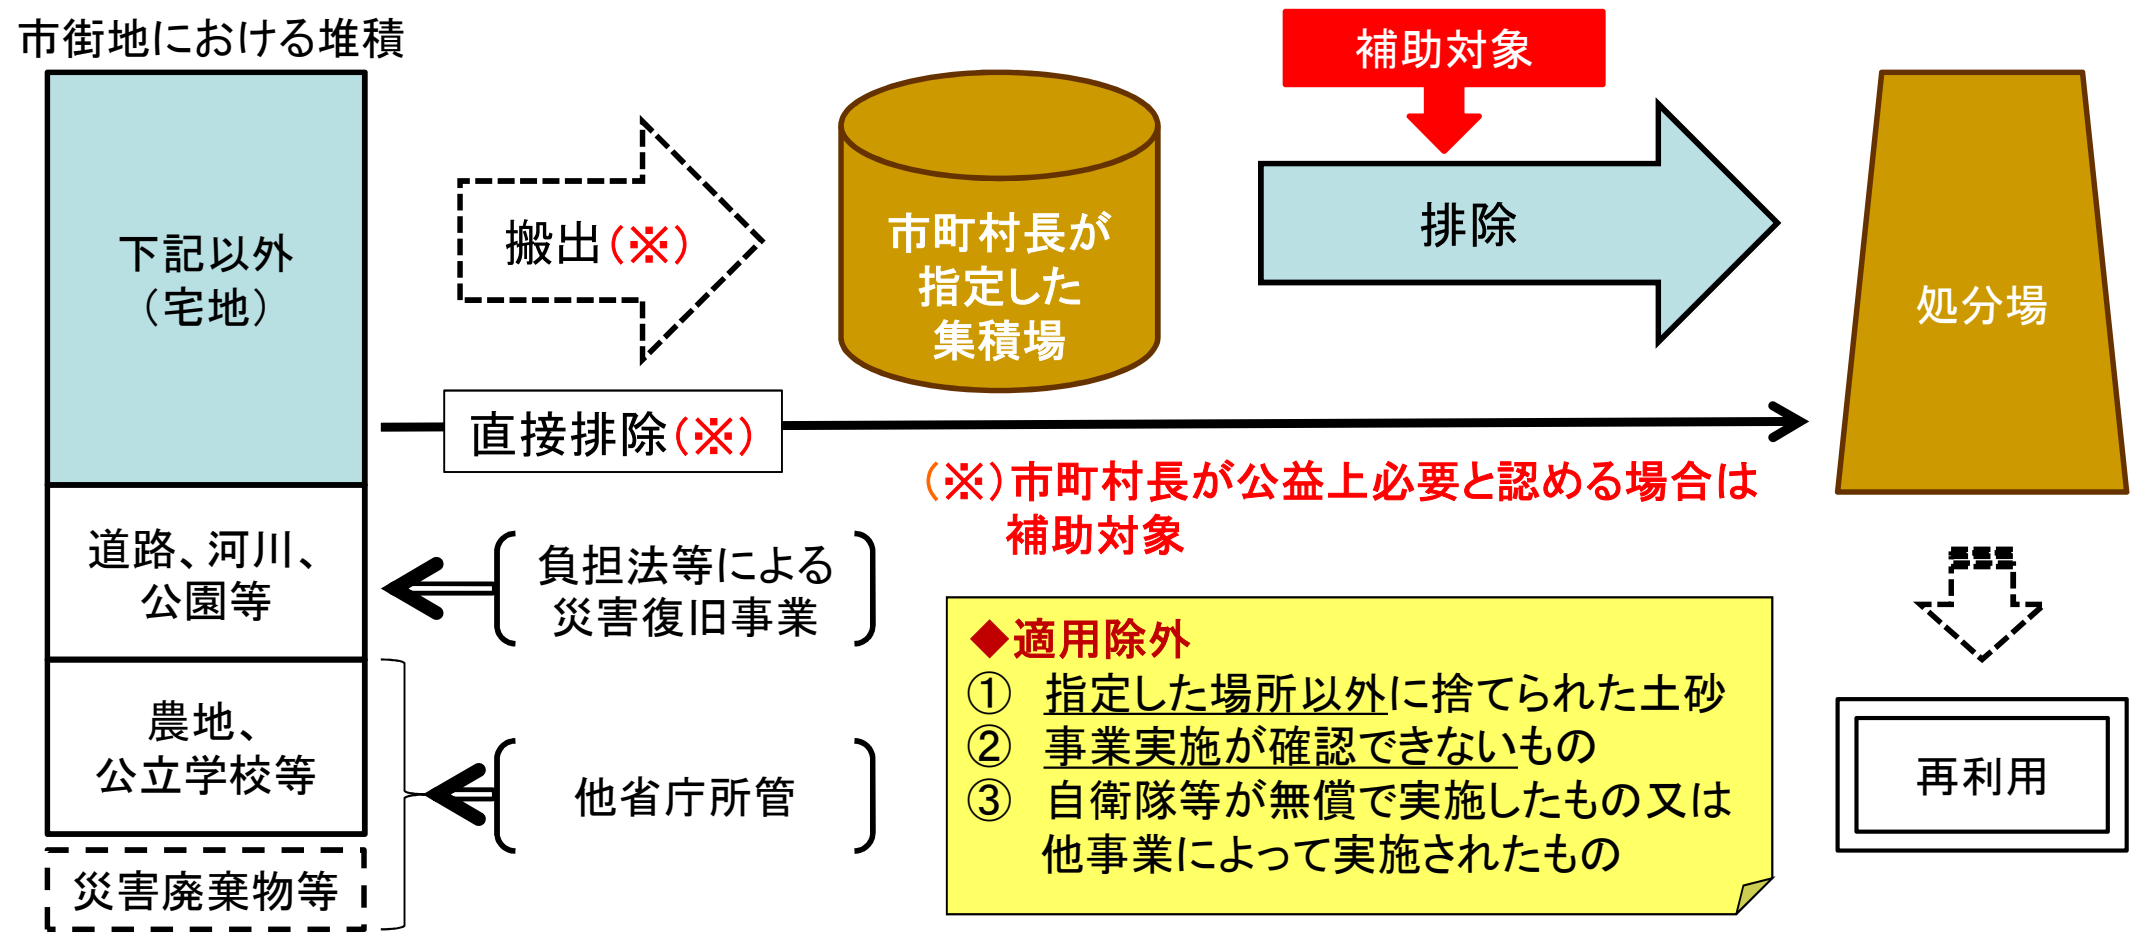 市街地における堆積
下記以外
（宅地）
道路、河川、
公園等
農地、
公立学校等
災害廃棄物等
搬出（※）
市町村長が
指定した
集積場
補助対象
排除
処分場
直接排除（※）
（※）市町村長が公益上必要と認める場合は
補助対象
負担法等による
災害復旧事業
他省庁所管
◆適用除外
① 指定した場所以外に捨てられた土砂
② 事業実施が確認できないもの
③ 自衛隊等が無償で実施したもの又は
他事業によって実施されたもの
再利用